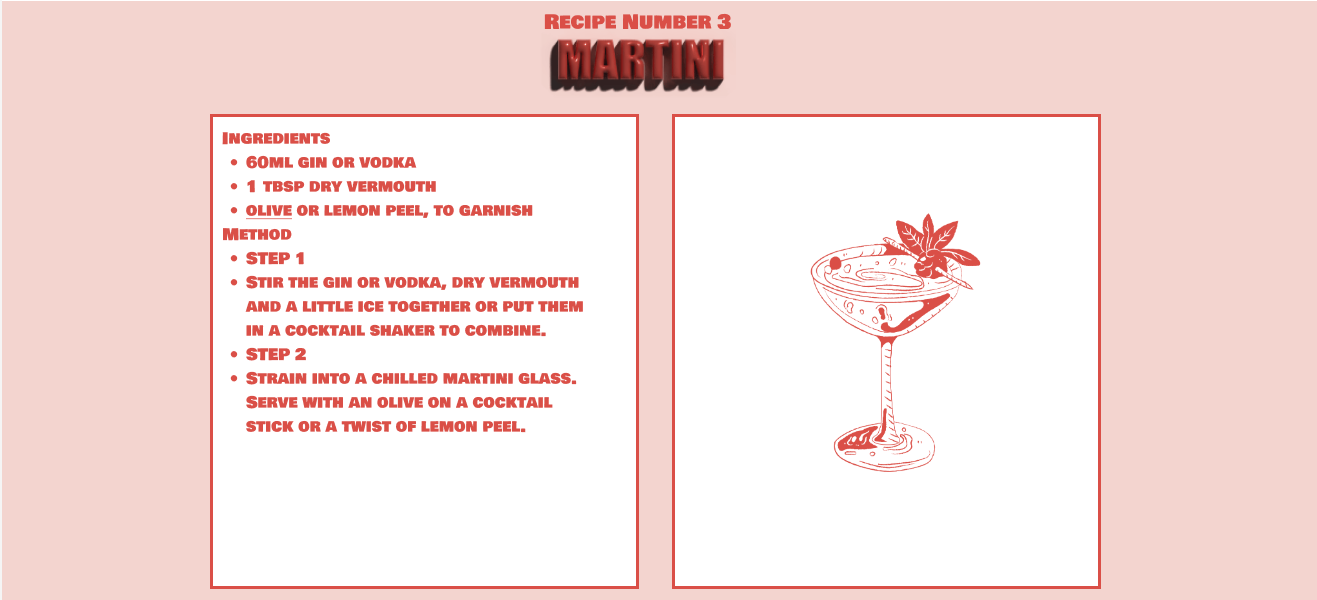 Recipe Number 3
MARTINI
Ingredients
• 60ml gin or vodka
• 1 tbsp dry vermouth
• olive or lemon peel, to garnish
Method
• STEP 1
• Stir the gin or vodka, dry vermouth
and a little ice together or put them
in a cocktail shaker to combine.
• STEP 2
• Strain into a chilled martini glass.
Serve with an olive on a cocktail
stick or a twist of lemon peel.